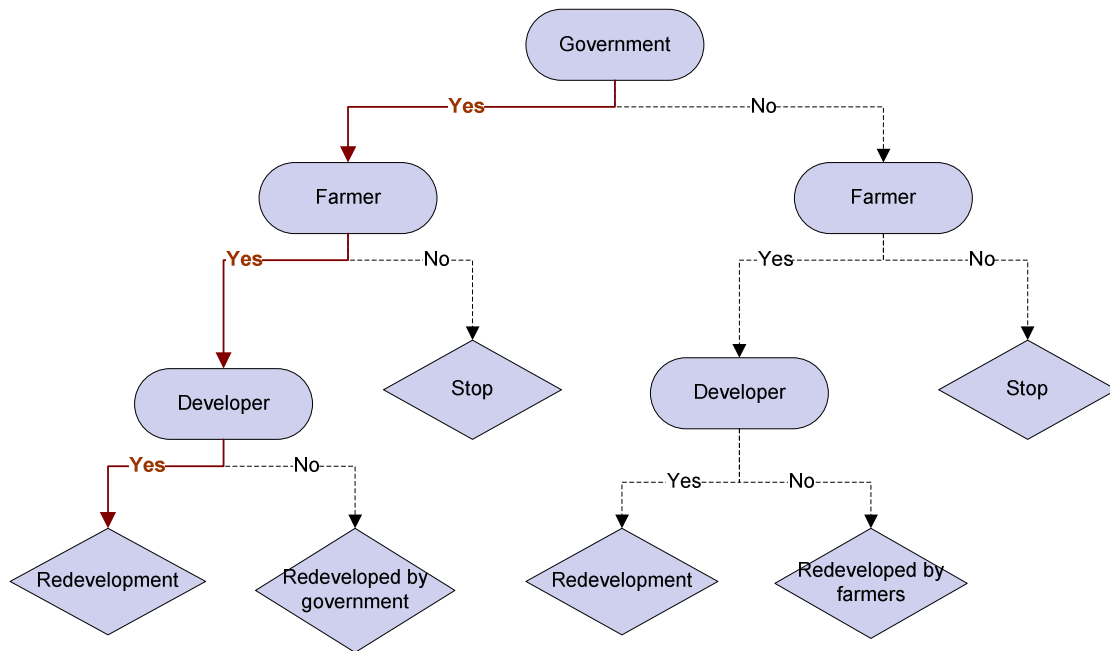 Government
Yes
No
Farmer
Farmer
Yes
No
Yes
No
Stop
Stop
Developer
Developer
Yes
No
Yes
No
Redevelopment
Redeveloped by
government
Redevelopment
Redeveloped by
farmers